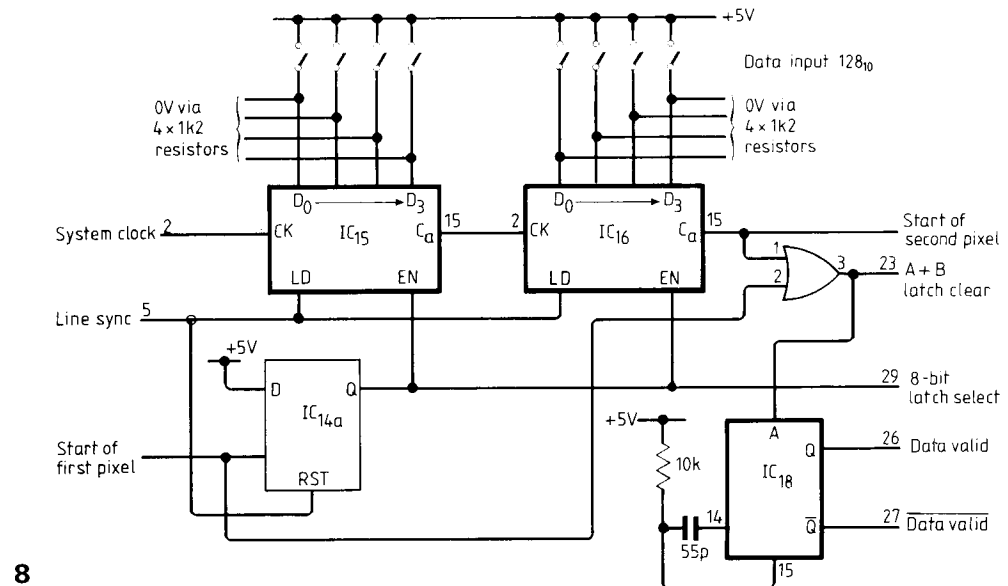 +5V
Data input 128₁₀
0V via
4 × 1k2
resistors
0V via
4 × 1k2
resistors
D₀ → D₃
CK
IC₁₅
Cₐ
LD
EN
15
2
D₀ → D₃
CK
IC₁₆
Cₐ
LD
EN
15
System clock 2
Start of
second pixel
1
2
3
23 A + B
latch clear
Line sync 5
+5V
D
Q
IC₁₄ₐ
RST
29 8-bit
latch select
Start of
first pixel
+5V
10k
55p
14
A
Q
IC₁₈
Q̅
15
26 Data valid
27 D̅a̅t̅a̅ ̅v̅a̅l̅i̅d̅
8